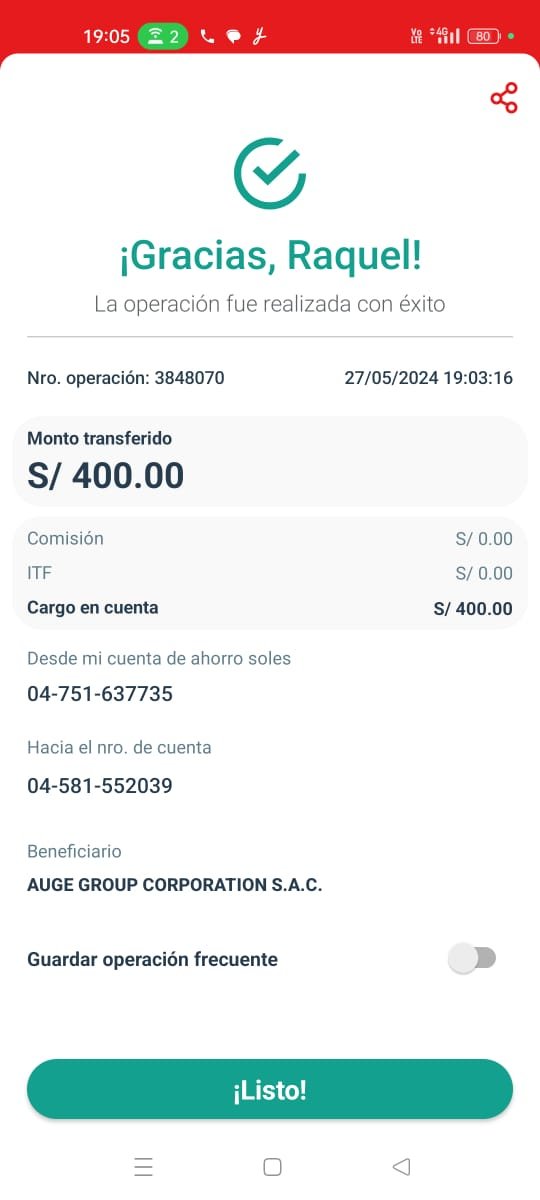 19:05 2 Vo LTE 4G 80
¡Gracias, Raquel!
La operación fue realizada con éxito
Nro. operación: 3848070 27/05/2024 19:03:16
Monto transferido
S/ 400.00
Comisión S/ 0.00
ITF S/ 0.00
Cargo en cuenta S/ 400.00
Desde mi cuenta de ahorro soles
04-751-637735
Hacia el nro. de cuenta
04-581-552039
Beneficiario
AUGE GROUP CORPORATION S.A.C.
Guardar operación frecuente
¡Listo!